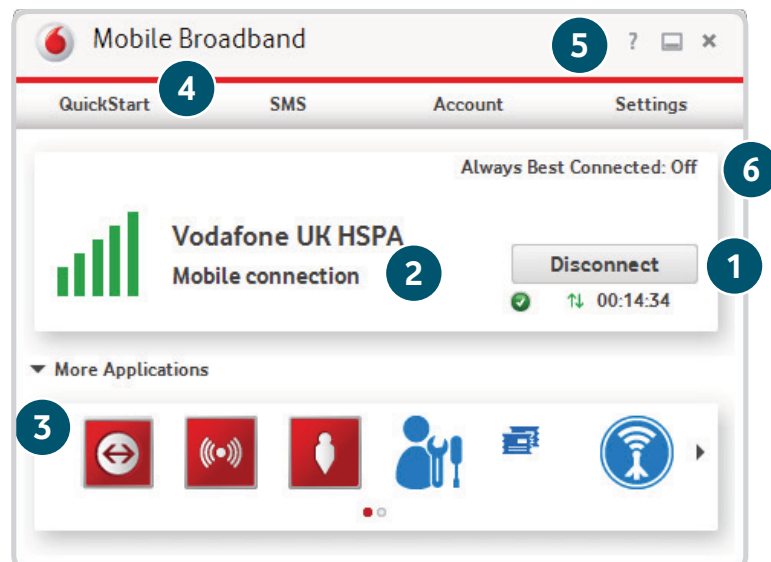 Mobile Broadband
5
?
QuickStart
4
SMS
Account
Settings
Always Best Connected: Off
6
Vodafone UK HSPA
Mobile connection
2
Disconnect
1
00:14:34
More Applications
3